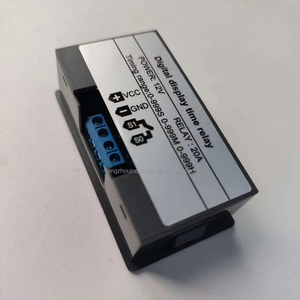 Digital display time relay
POWER: 12V
RELAY : 20A
Timing range:0-999S 0-999M 0-999H
+VCC
GND
S1
S0